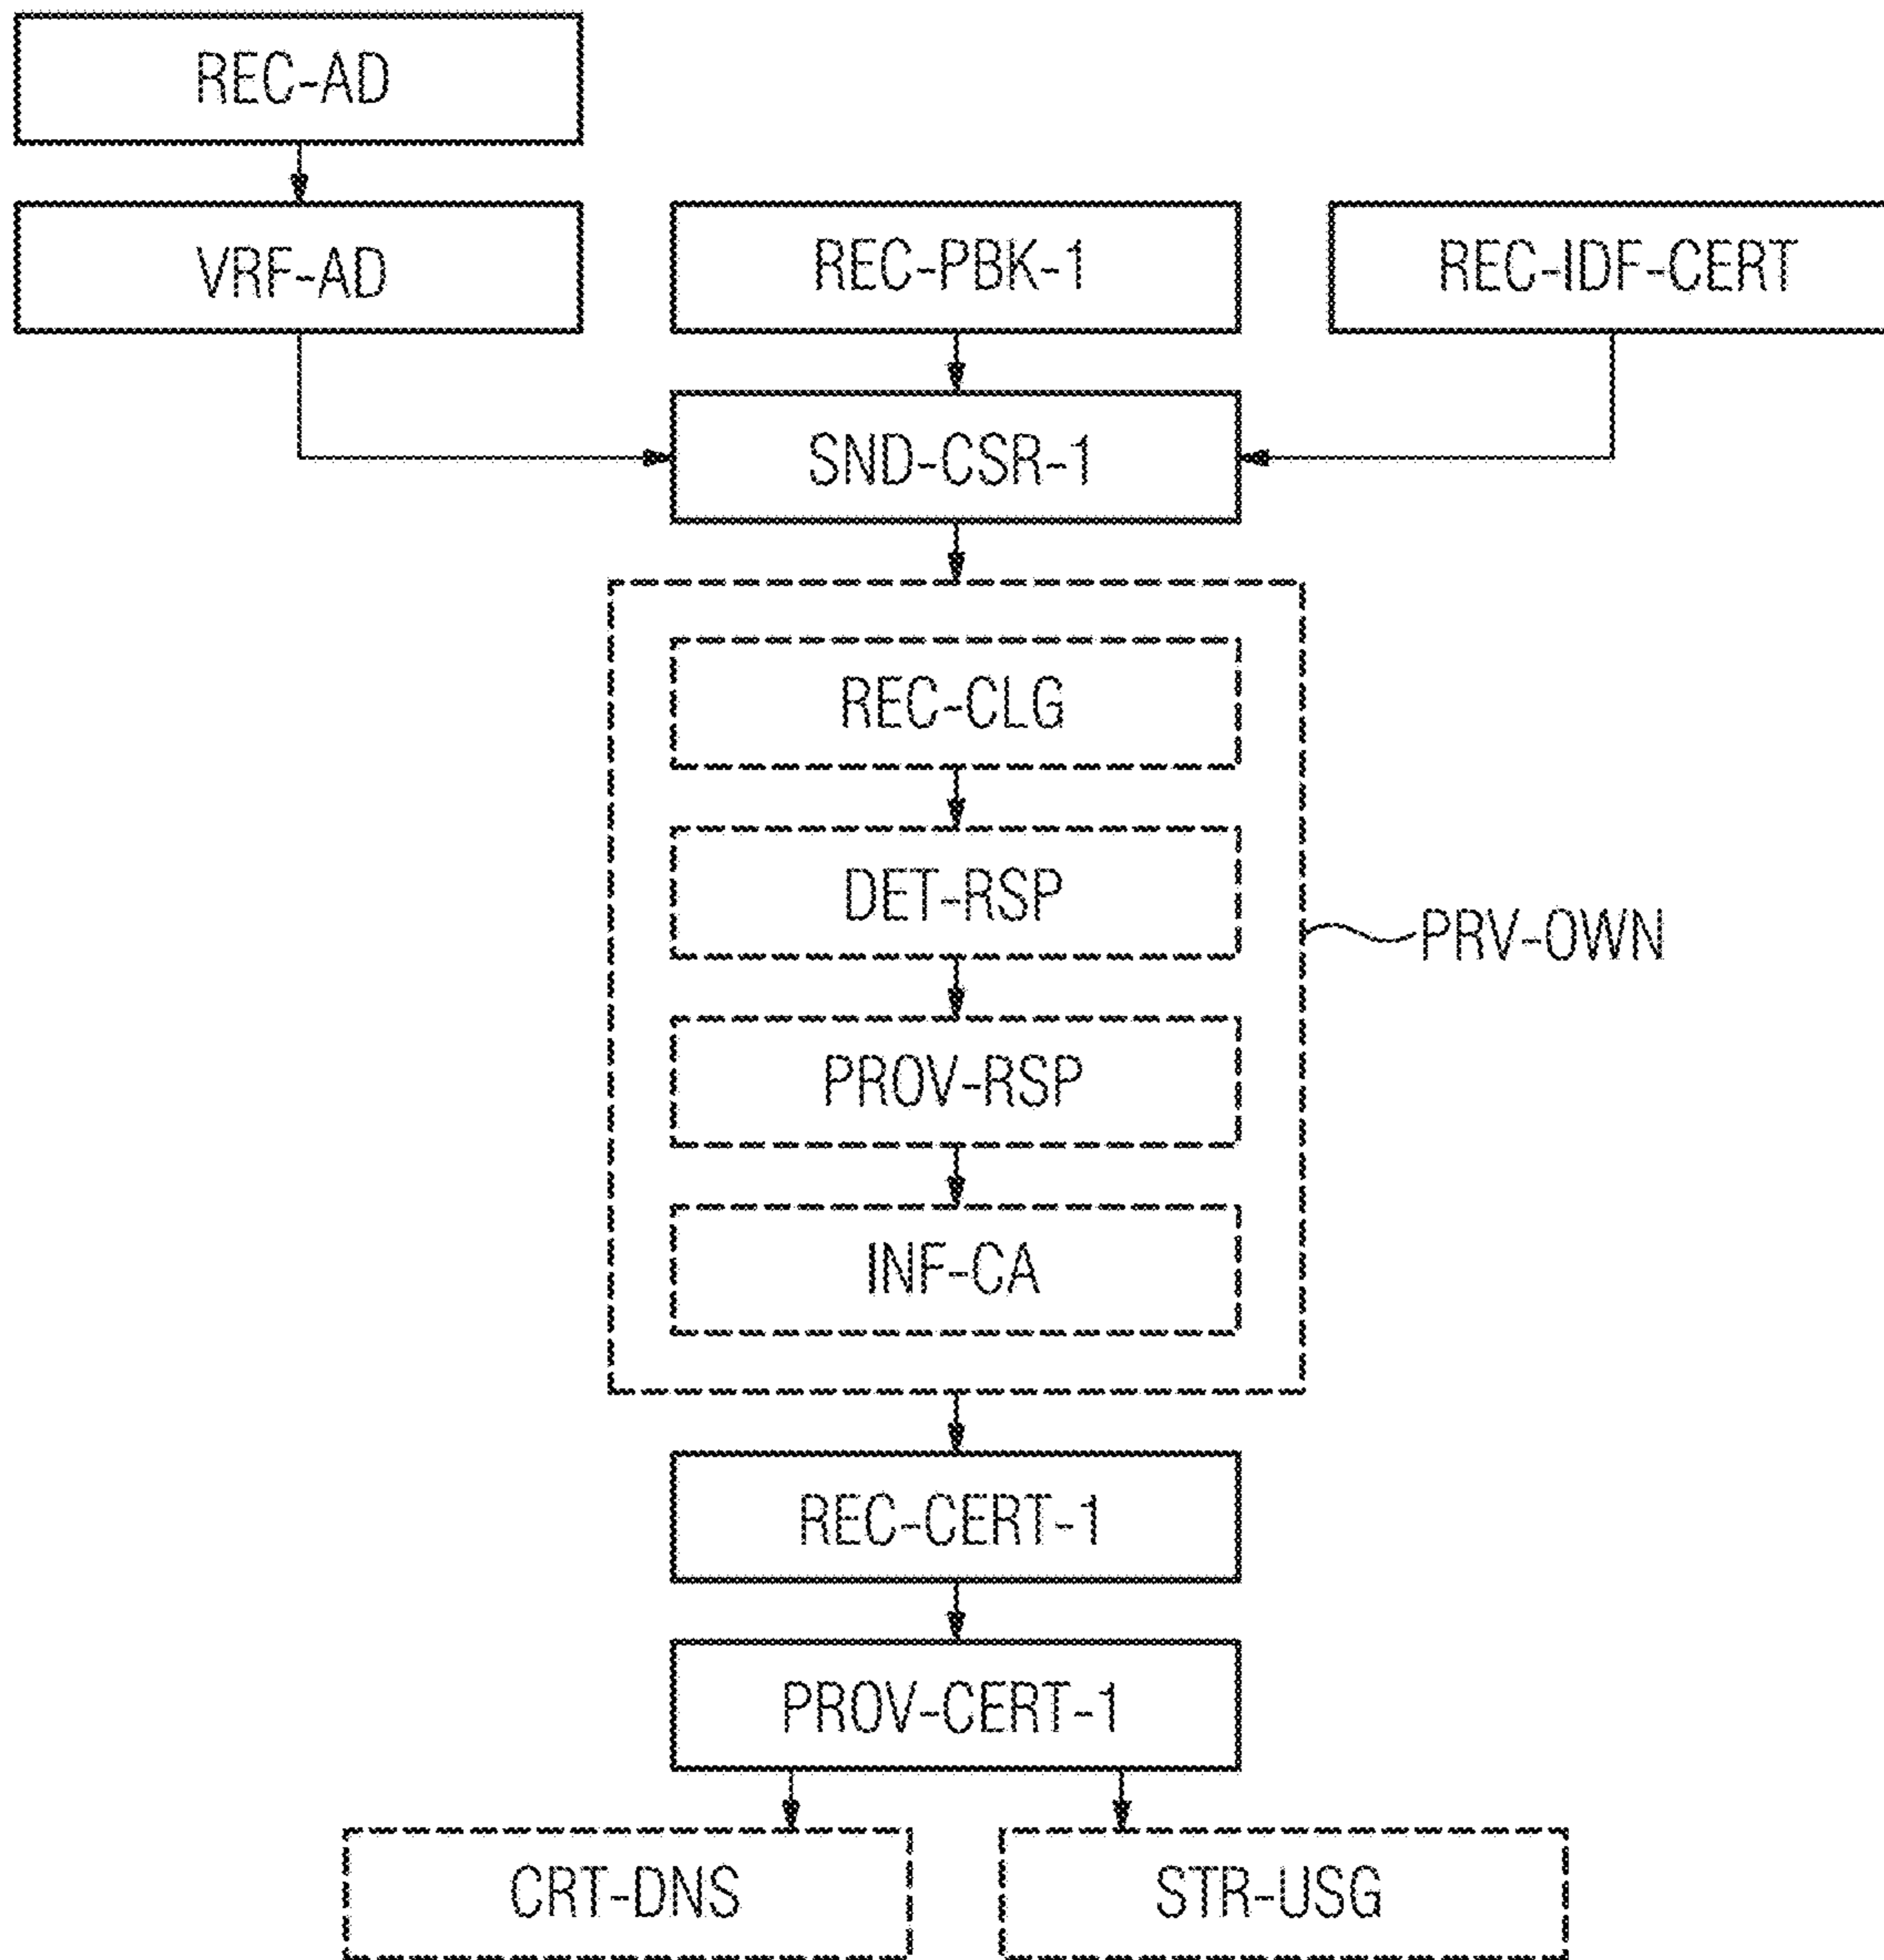 REC-AD
VRF-AD
REC-PBK-1
REC-IDF-CERT
SND-CSR-1
REC-CLG
DET-RSP
PRV-OWN
PROV-RSP
INF-CA
REC-CERT-1
PROV-CERT-1
CRT-DNS
STR-USG